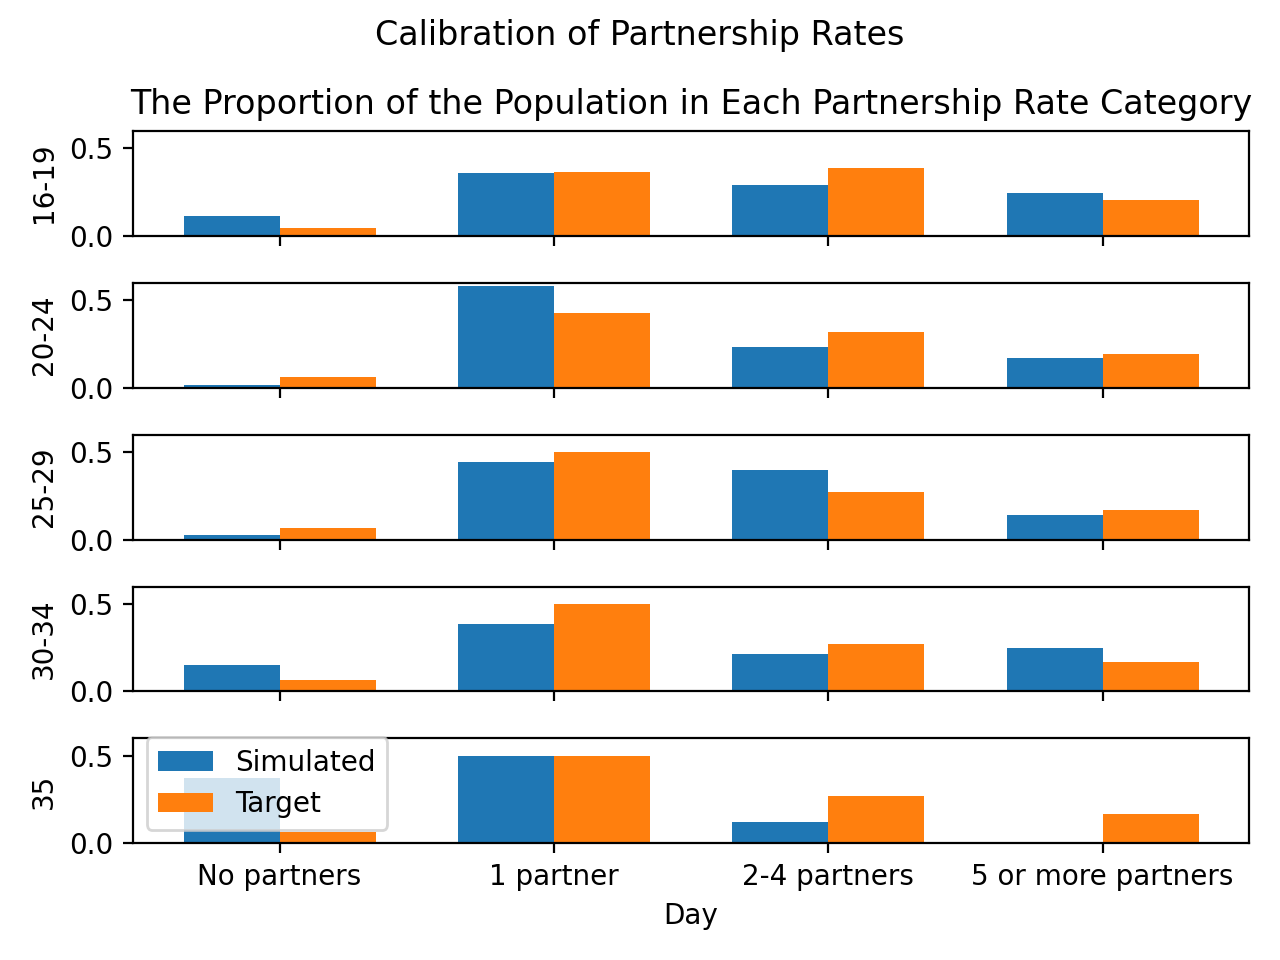 Calibration of Partnership Rates
The Proportion of the Population in Each Partnership Rate Category
0.5
0.0
16-19
0.5
0.0
20-24
0.5
0.0
25-29
0.5
0.0
30-34
0.5
0.0
35
Simulated
Target
No partners
1 partner
2-4 partners
5 or more partners
Day